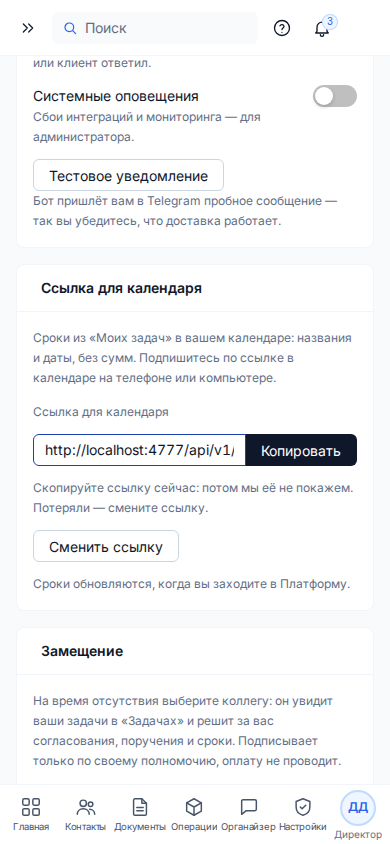 Поиск
3
или клиент ответил.
Системные оповещения
Сбои интеграций и мониторинга — для
администратора.
Тестовое уведомление
Бот пришлёт вам в Telegram пробное сообщение —
так вы убедитесь, что доставка работает.
Ссылка для календаря
Сроки из «Моих задач» в вашем календаре: названия
и даты, без сумм. Подпишитесь по ссылке в
календаре на телефоне или компьютере.
Ссылка для календаря
http://localhost:4777/api/v1/
Копировать
Скопируйте ссылку сейчас: потом мы её не покажем.
Потеряли — смените ссылку.
Сменить ссылку
Сроки обновляются, когда вы заходите в Платформу.
Замещение
На время отсутствия выберите коллегу: он увидит
ваши задачи в «Задачах» и решит за вас
согласования, поручения и сроки. Подписывает
только по своему полномочию, оплату не проводит.
Главная
Контакты
Документы
Операции
Органайзер
Настройки
ДД
Директор